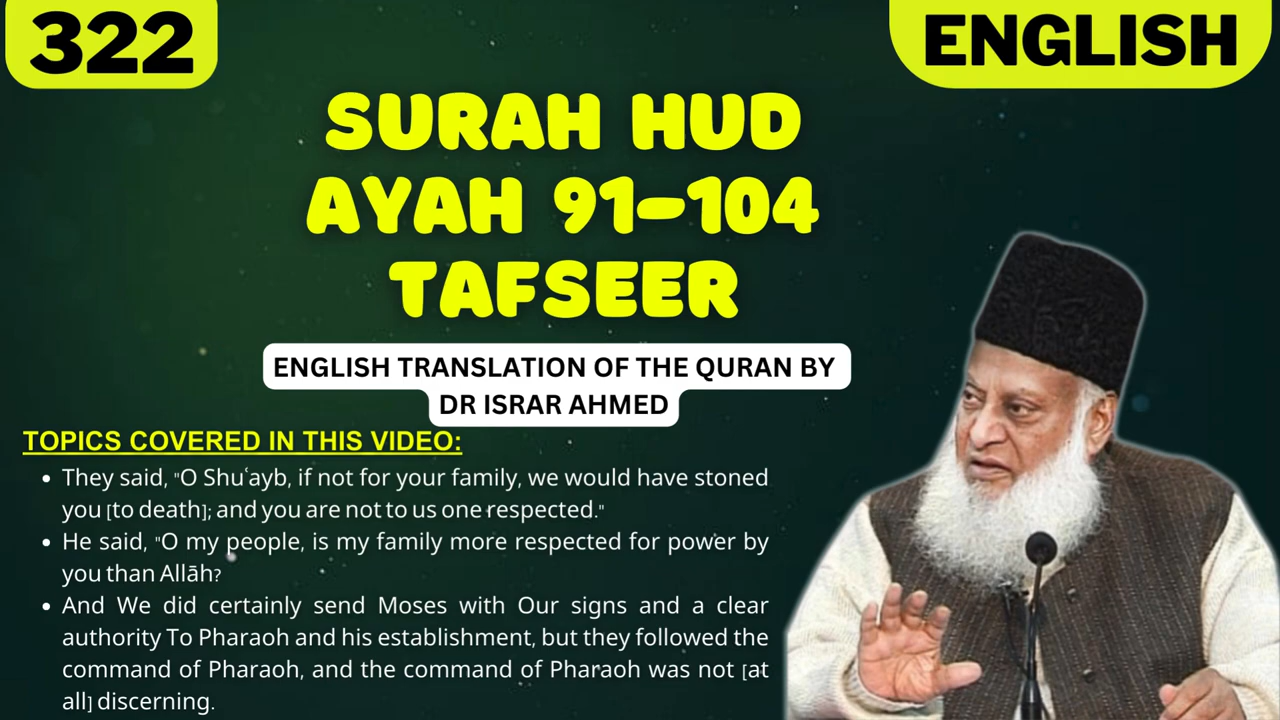 322
ENGLISH
SURAH HUD
AYAH 91-104
TAFSEER
ENGLISH TRANSLATION OF THE QURAN BY
DR ISRAR AHMED
TOPICS COVERED IN THIS VIDEO:
• They said, "O Shuʿayb, if not for your family, we would have stoned
you [to death]; and you are not to us one respected."
• He said, "O my people, is my family more respected for power by
you than Allāh?
• And We did certainly send Moses with Our signs and a clear
authority To Pharaoh and his establishment, but they followed the
command of Pharaoh, and the command of Pharaoh was not [at
all] discerning.